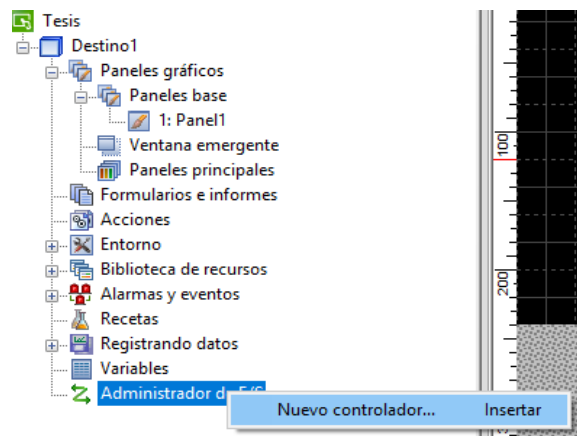 Tesis
Destino1
Paneles gráficos
Paneles base
1: Panel1
Ventana emergente
Paneles principales
Formularios e informes
Acciones
Entorno
Biblioteca de recursos
Alarmas y eventos
Recetas
Registrando datos
Variables
Administrador de E/S
Nuevo controlador... Insertar
100
200